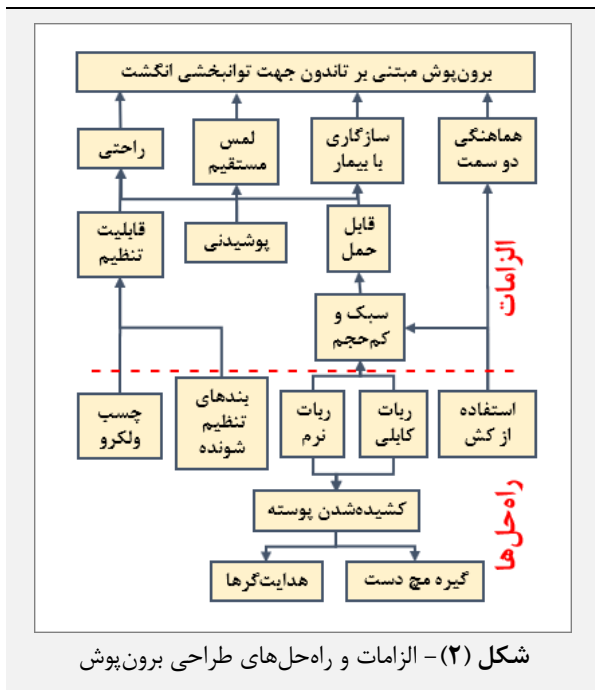 برون‌پوش مبتنی بر تاندون جهت توانبخشی انگشت
هماهنگی
دو سمت
سازگاری
با بیمار
لمس
مستقیم
راحتی
قابل
حمل
پوشیدنی
قابلیت
تنظیم
الزامات
سبک و
کم‌حجم
استفاده
از کش
ربات
کابلی
ربات
نرم
بندهای
تنظیم
شونده
چسب
ولکرو
راه‌حل‌ها
کشیده‌شدن پوسته
گیره مچ دست
هدایت‌گرها
شکل (۲)- الزامات و راه‌حل‌های طراحی برون‌پوش